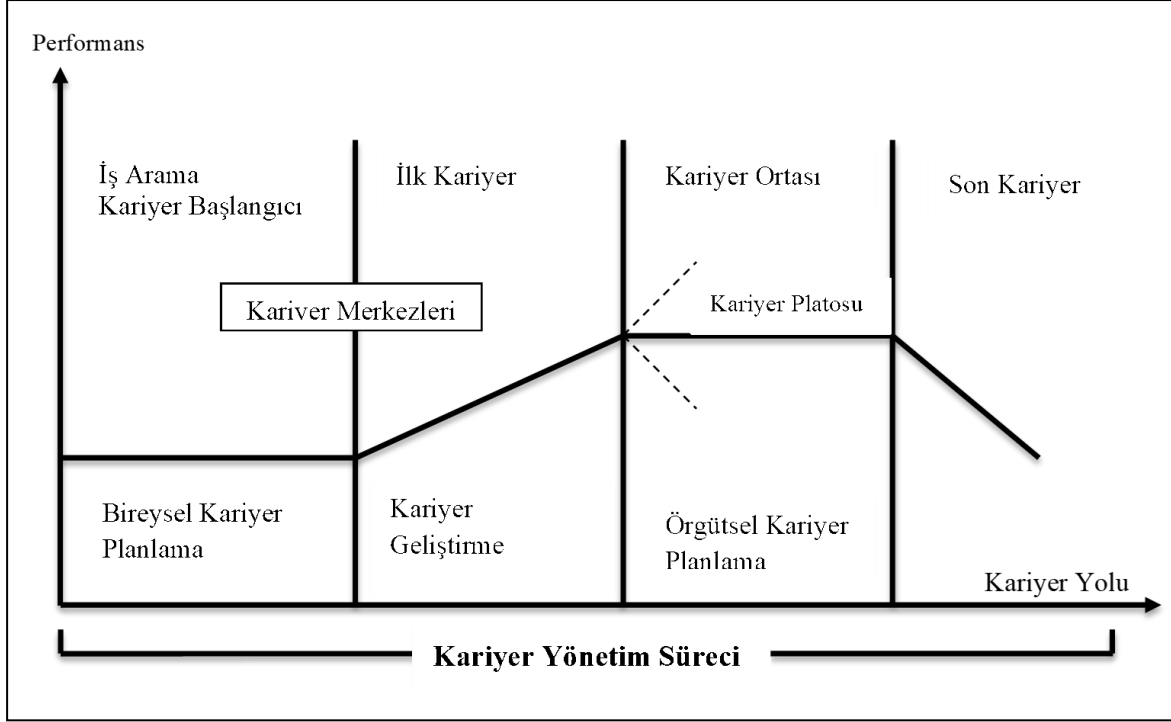 Performans
İş Arama
Kariyer Başlangıcı
İlk Kariyer
Kariyer Ortası
Son Kariyer
Kariver Merkezleri
Kariyer Platosu
Bireysel Kariyer
Planlama
Kariyer
Geliştirme
Örgütsel Kariyer
Planlama
Kariyer Yolu
Kariyer Yönetim Süreci